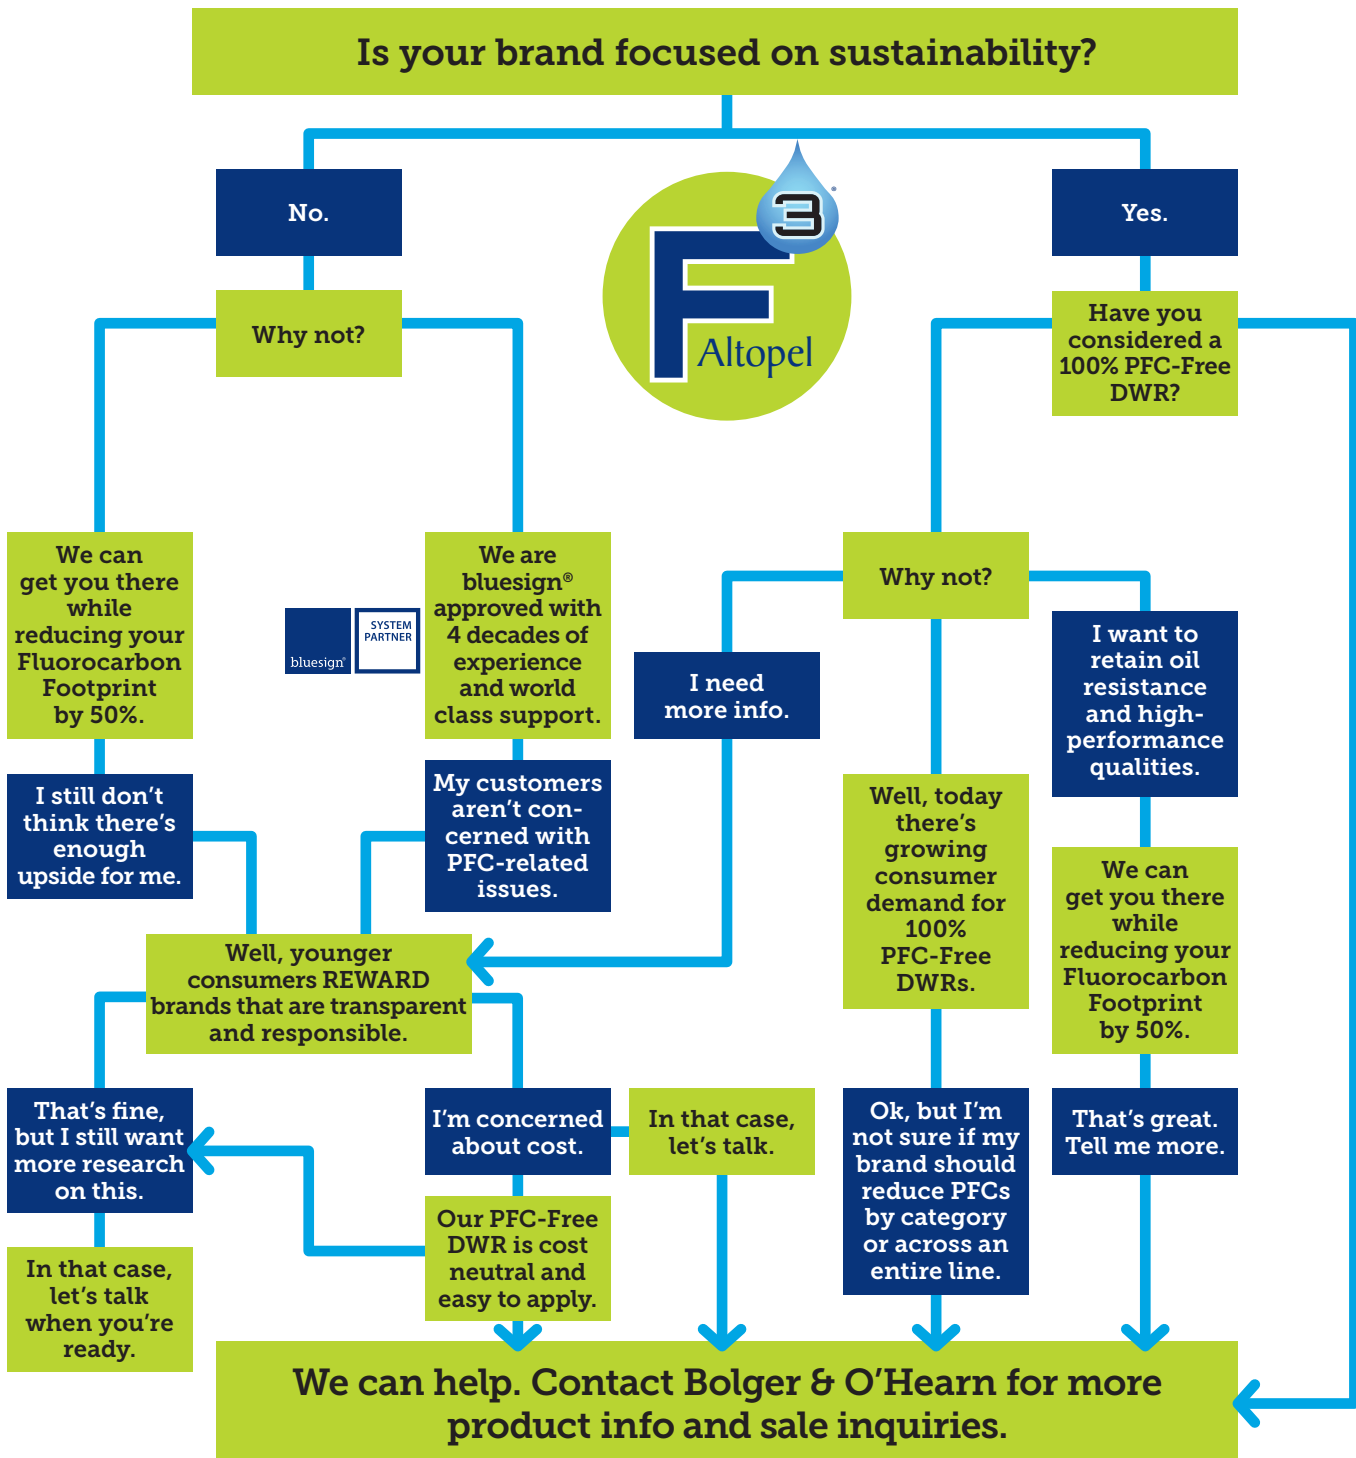 Is your brand focused on sustainability?
No.
Yes.
3
®
F
Altopel
Why not?
Have you
considered a
100% PFC-Free
DWR?
We can
get you there
while
reducing your
Fluorocarbon
Footprint
by 50%.
bluesign®
SYSTEM
PARTNER
We are
bluesign®
approved with
4 decades of
experience
and world
class support.
Why not?
I need
more info.
I want to
retain oil
resistance
and high-
performance
qualities.
I still don't
think there's
enough
upside for me.
My customers
aren't con-
cerned with
PFC-related
issues.
Well, today
there's
growing
consumer
demand for
100%
PFC-Free
DWRs.
We can
get you there
while
reducing your
Fluorocarbon
Footprint
by 50%.
Well, younger
consumers REWARD
brands that are transparent
and responsible.
That's fine,
but I still want
more research
on this.
I'm concerned
about cost.
In that case,
let's talk.
Ok, but I'm
not sure if my
brand should
reduce PFCs
by category
or across an
entire line.
That's great.
Tell me more.
In that case,
let's talk
when you're
ready.
Our PFC-Free
DWR is cost
neutral and
easy to apply.
We can help. Contact Bolger & O'Hearn for more
product info and sale inquiries.